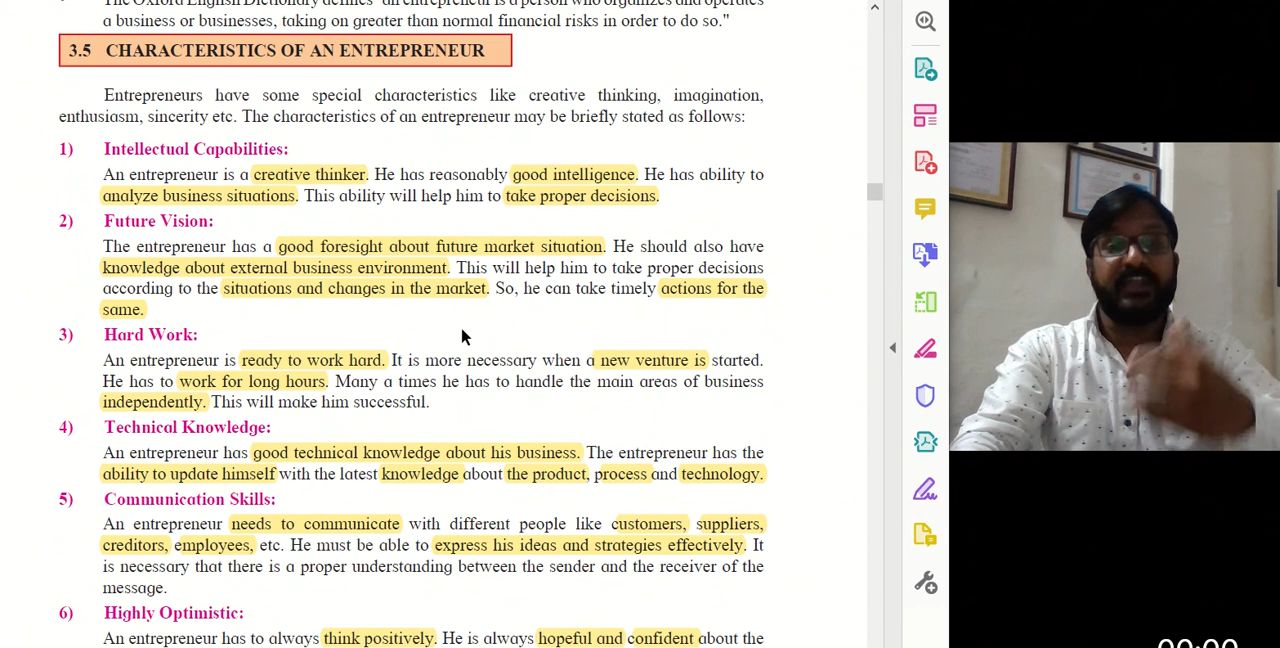 The Oxford English Dictionary defines "an entrepreneur is a person who organizes and operates
a business or businesses, taking on greater than normal financial risks in order to do so."
3.5 CHARACTERISTICS OF AN ENTREPRENEUR
Entrepreneurs have some special characteristics like creative thinking, imagination,
enthusiasm, sincerity etc. The characteristics of an entrepreneur may be briefly stated as follows:
1) Intellectual Capabilities:
An entrepreneur is a creative thinker. He has reasonably good intelligence. He has ability to
analyze business situations. This ability will help him to take proper decisions.
2) Future Vision:
The entrepreneur has a good foresight about future market situation. He should also have
knowledge about external business environment. This will help him to take proper decisions
according to the situations and changes in the market. So, he can take timely actions for the
same.
3) Hard Work:
An entrepreneur is ready to work hard. It is more necessary when a new venture is started.
He has to work for long hours. Many a times he has to handle the main areas of business
independently. This will make him successful.
4) Technical Knowledge:
An entrepreneur has good technical knowledge about his business. The entrepreneur has the
ability to update himself with the latest knowledge about the product, process and technology.
5) Communication Skills:
An entrepreneur needs to communicate with different people like customers, suppliers,
creditors, employees, etc. He must be able to express his ideas and strategies effectively. It
is necessary that there is a proper understanding between the sender and the receiver of the
message.
6) Highly Optimistic:
An entrepreneur has to always think positively. He is always hopeful and confident about the
00:00